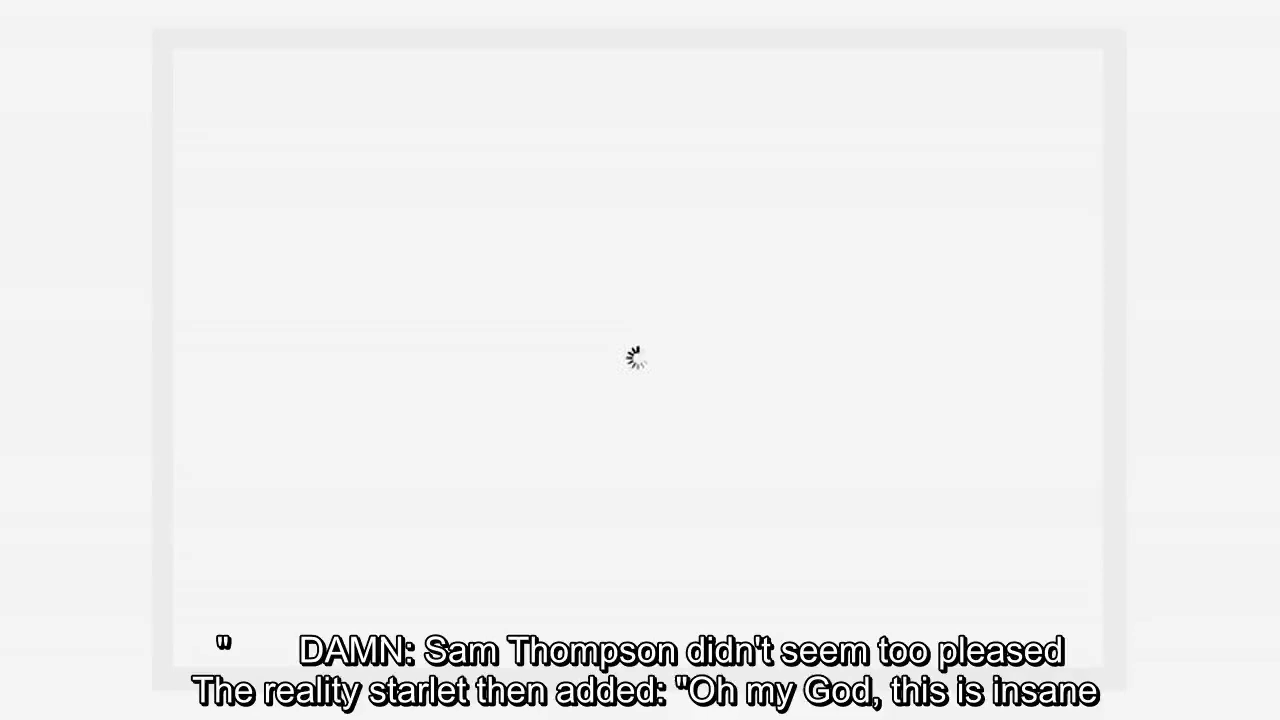 " DAMN: Sam Thompson didn't seem too pleased
The reality starlet then added: "Oh my God, this is insane